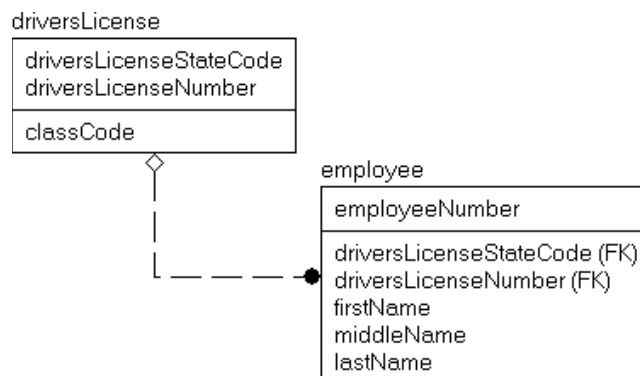 driversLicense
driversLicenseStateCode
driversLicenseNumber
classCode
employee
employeeNumber
driversLicenseStateCode (FK)
driversLicenseNumber (FK)
firstName
middleName
lastName